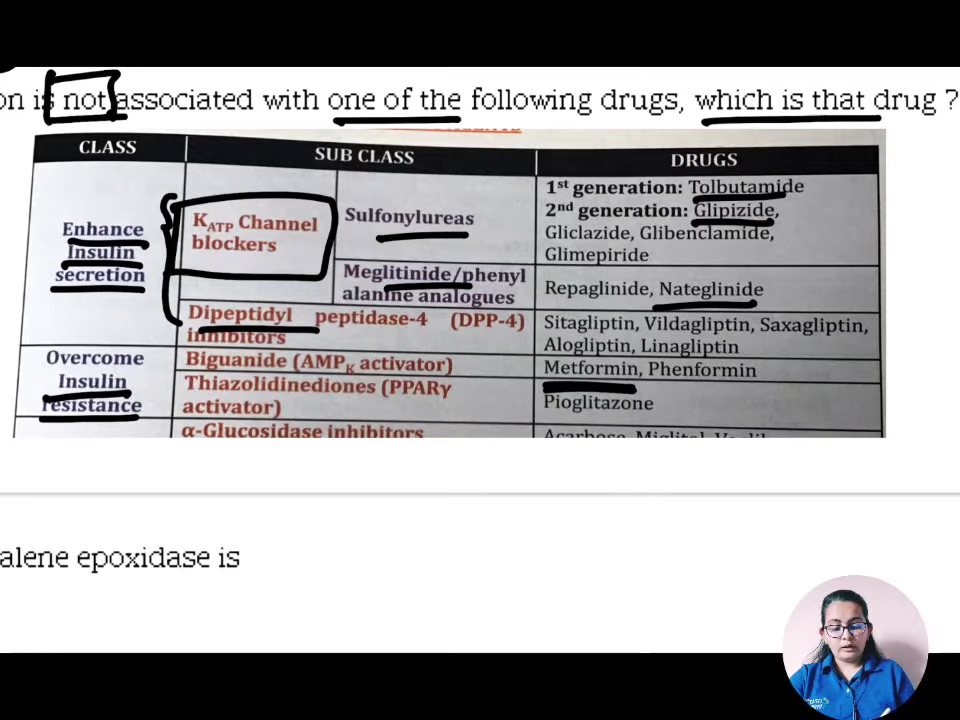 on is not associated with one of the following drugs, which is that drug ?
CLASS
SUB CLASS
DRUGS
Enhance
Insulin
secretion
KATP Channel
blockers
Sulfonylureas
1st generation: Tolbutamide
2nd generation: Glipizide,
Gliclazide, Glibenclamide,
Glimepiride
Meglitinide/phenyl
alanine analogues
Repaglinide, Nateglinide
Dipeptidyl peptidase-4 (DPP-4)
inhibitors
Sitagliptin, Vildagliptin, Saxagliptin,
Alogliptin, Linagliptin
Overcome
Insulin
resistance
Biguanide (AMPK activator)
Metformin, Phenformin
Thiazolidinediones (PPARγ
activator)
Pioglitazone
α-Glucosidase inhibitors
Acarbose, Miglitol,
alene epoxidase is